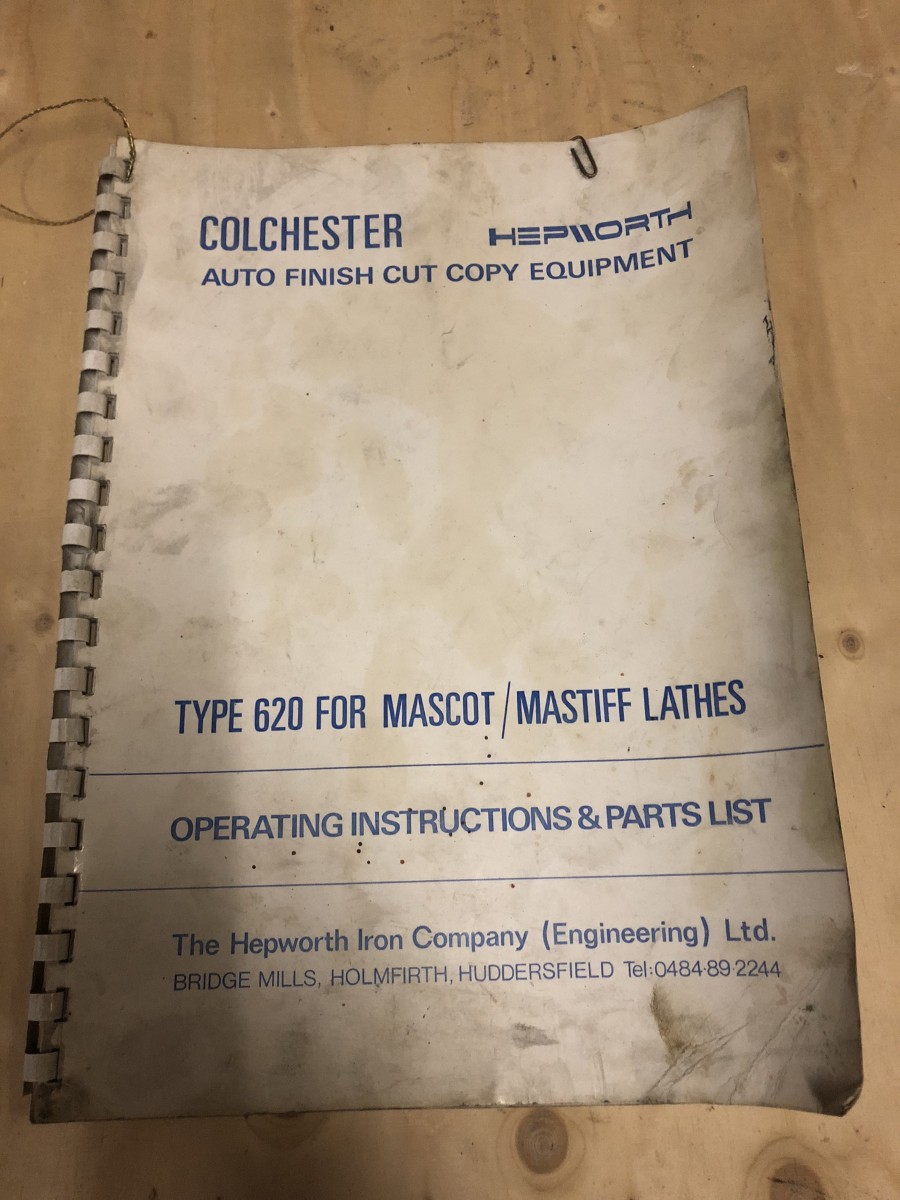 COLCHESTER HEPWORTH
AUTO FINISH CUT COPY EQUIPMENT
TYPE 620 FOR MASCOT/MASTIFF LATHES
OPERATING INSTRUCTIONS & PARTS LIST
The Hepworth Iron Company (Engineering) Ltd.
BRIDGE MILLS, HOLMFIRTH, HUDDERSFIELD Tel:0484·89·2244